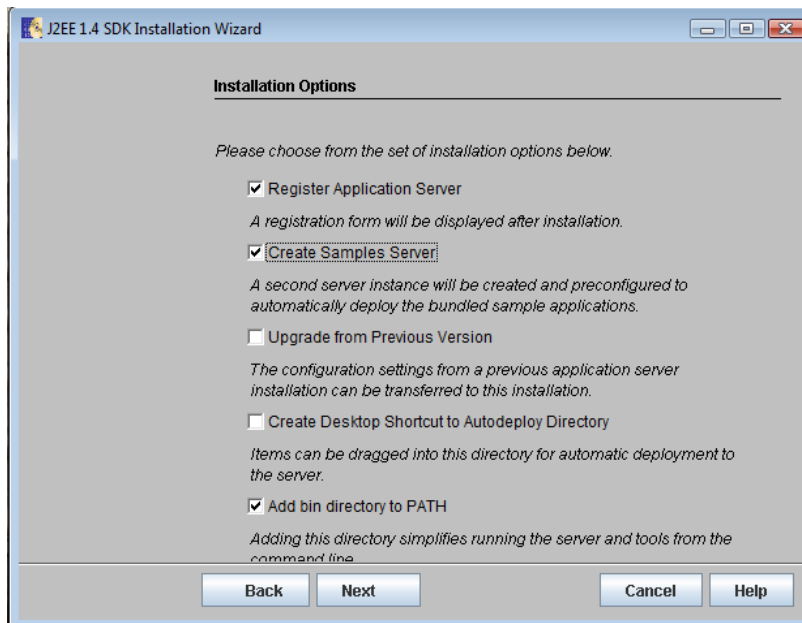 J2EE 1.4 SDK Installation Wizard
Installation Options
Please choose from the set of installation options below.
Register Application Server
A registration form will be displayed after installation.
Create Samples Server
A second server instance will be created and preconfigured to
automatically deploy the bundled sample applications.
Upgrade from Previous Version
The configuration settings from a previous application server
installation can be transferred to this installation.
Create Desktop Shortcut to Autodeploy Directory
Items can be dragged into this directory for automatic deployment to
the server.
Add bin directory to PATH
Adding this directory simplifies running the server and tools from the
command line
Back Next Cancel Help